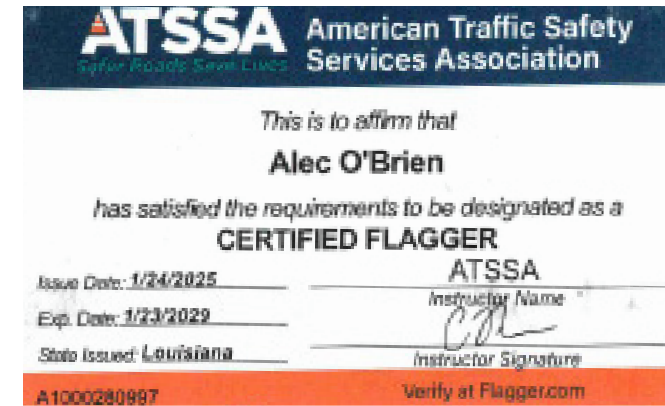 ATSSA
Safer Roads Save Lives
American Traffic Safety
Services Association
This is to affirm that
Alec O'Brien
has satisfied the requirements to be designated as a
CERTIFIED FLAGGER
Issue Date: 1/24/2025
ATSSA
Instructor Name
Exp. Date: 1/23/2029
State Issued: Louisiana
Instructor Signature
A1000280997
Verify at Flagger.com